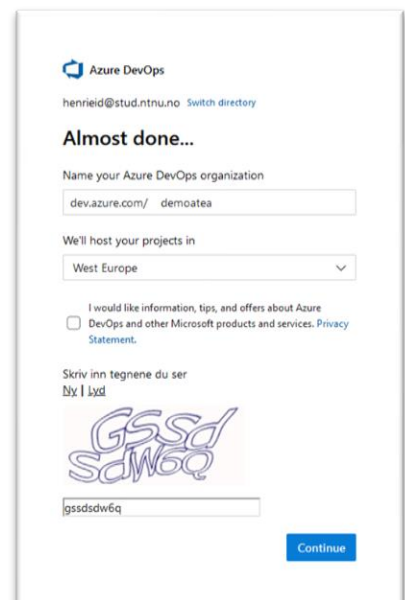 Azure DevOps
henrieid@stud.ntnu.no Switch directory
Almost done...
Name your Azure DevOps organization
dev.azure.com/ demoatea
We'll host your projects in
West Europe
I would like information, tips, and offers about Azure
DevOps and other Microsoft products and services. Privacy
Statement.
Skriv inn tegnene du ser
Ny | Lyd
GSSd
SdW6Q
gssdsdw6q
Continue